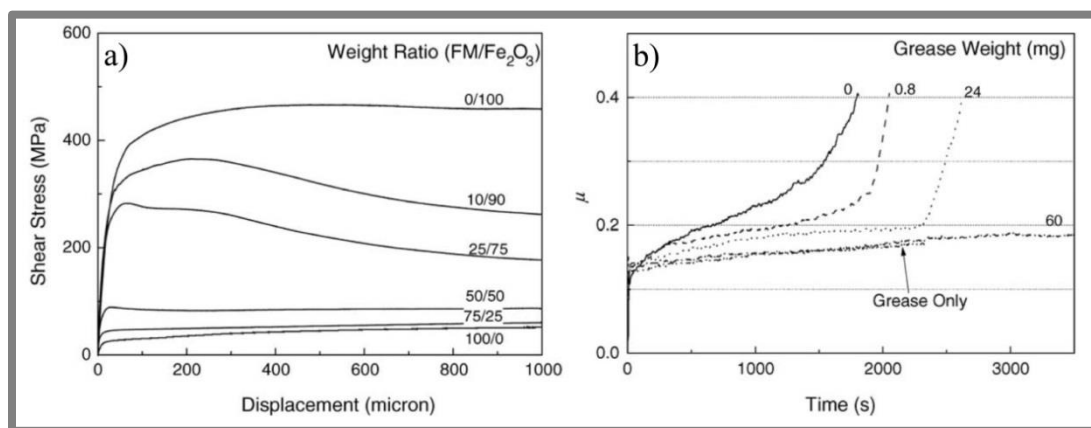 a)
Weight Ratio (FM/Fe₂O₃)
600
400
200
0
Shear Stress (MPa)
0/100
10/90
25/75
50/50
75/25
100/0
0 200 400 600 800 1000
Displacement (micron)
b)
Grease Weight (mg)
0.4
0.2
0.0
μ
0
0.8
24
60
Grease Only
0 1000 2000 3000
Time (s)